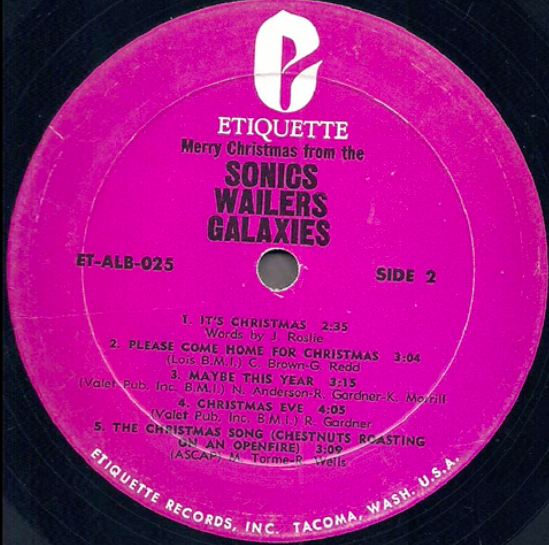 ETIQUETTE
Merry Christmas from the
SONICS
WAILERS
GALAXIES
ET-ALB-025
SIDE 2
1. IT'S CHRISTMAS 2:35
Words by J. Roslie
2. PLEASE COME HOME FOR CHRISTMAS 3:04
(Lois B.M.I.) C. Brown-G. Redd
3. MAYBE THIS YEAR 3:15
(Valet Pub. Inc. B.M.I.) N. Anderson-R. Gardner-K. Morrill
4. CHRISTMAS EVE 4:05
(Valet Pub. Inc. B.M.I.) R. Gardner
5. THE CHRISTMAS SONG (CHESTNUTS ROASTING
ON AN OPENFIRE) 3:09
(ASCAP) M. Torme-R. Wells
ETIQUETTE RECORDS, INC. TACOMA, WASH. U.S.A.